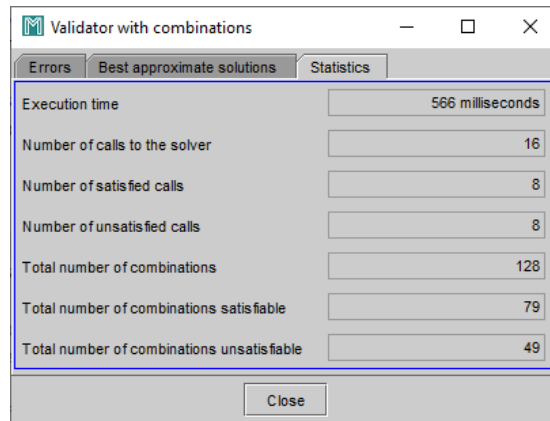 Validator with combinations
Errors Best approximate solutions Statistics
Execution time 566 milliseconds
Number of calls to the solver 16
Number of satisfied calls 8
Number of unsatisfied calls 8
Total number of combinations 128
Total number of combinations satisfiable 79
Total number of combinations unsatisfiable 49
Close